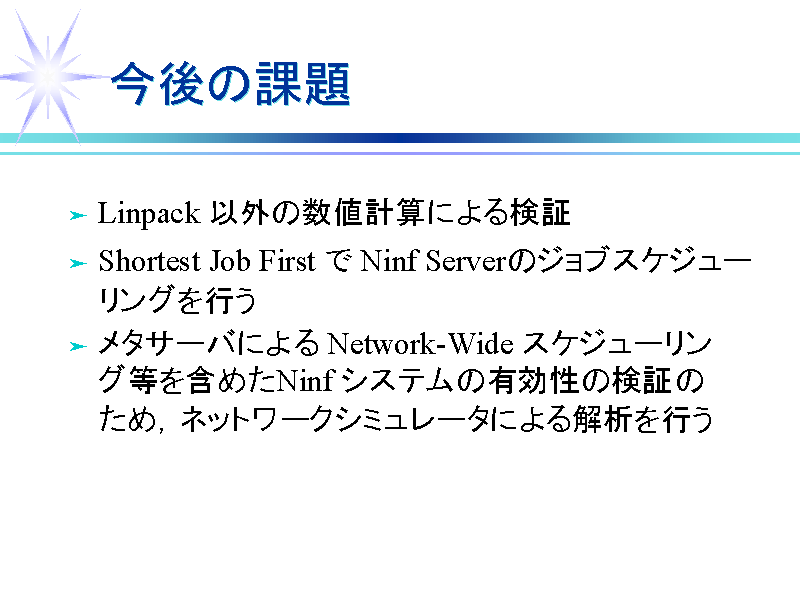 今後の課題
Linpack 以外の数値計算による検証
Shortest Job First で Ninf Serverのジョブスケジュー
リングを行う
メタサーバによる Network-Wide スケジューリン
グ等を含めたNinf システムの有効性の検証の
ため，ネットワークシミュレータによる解析を行う